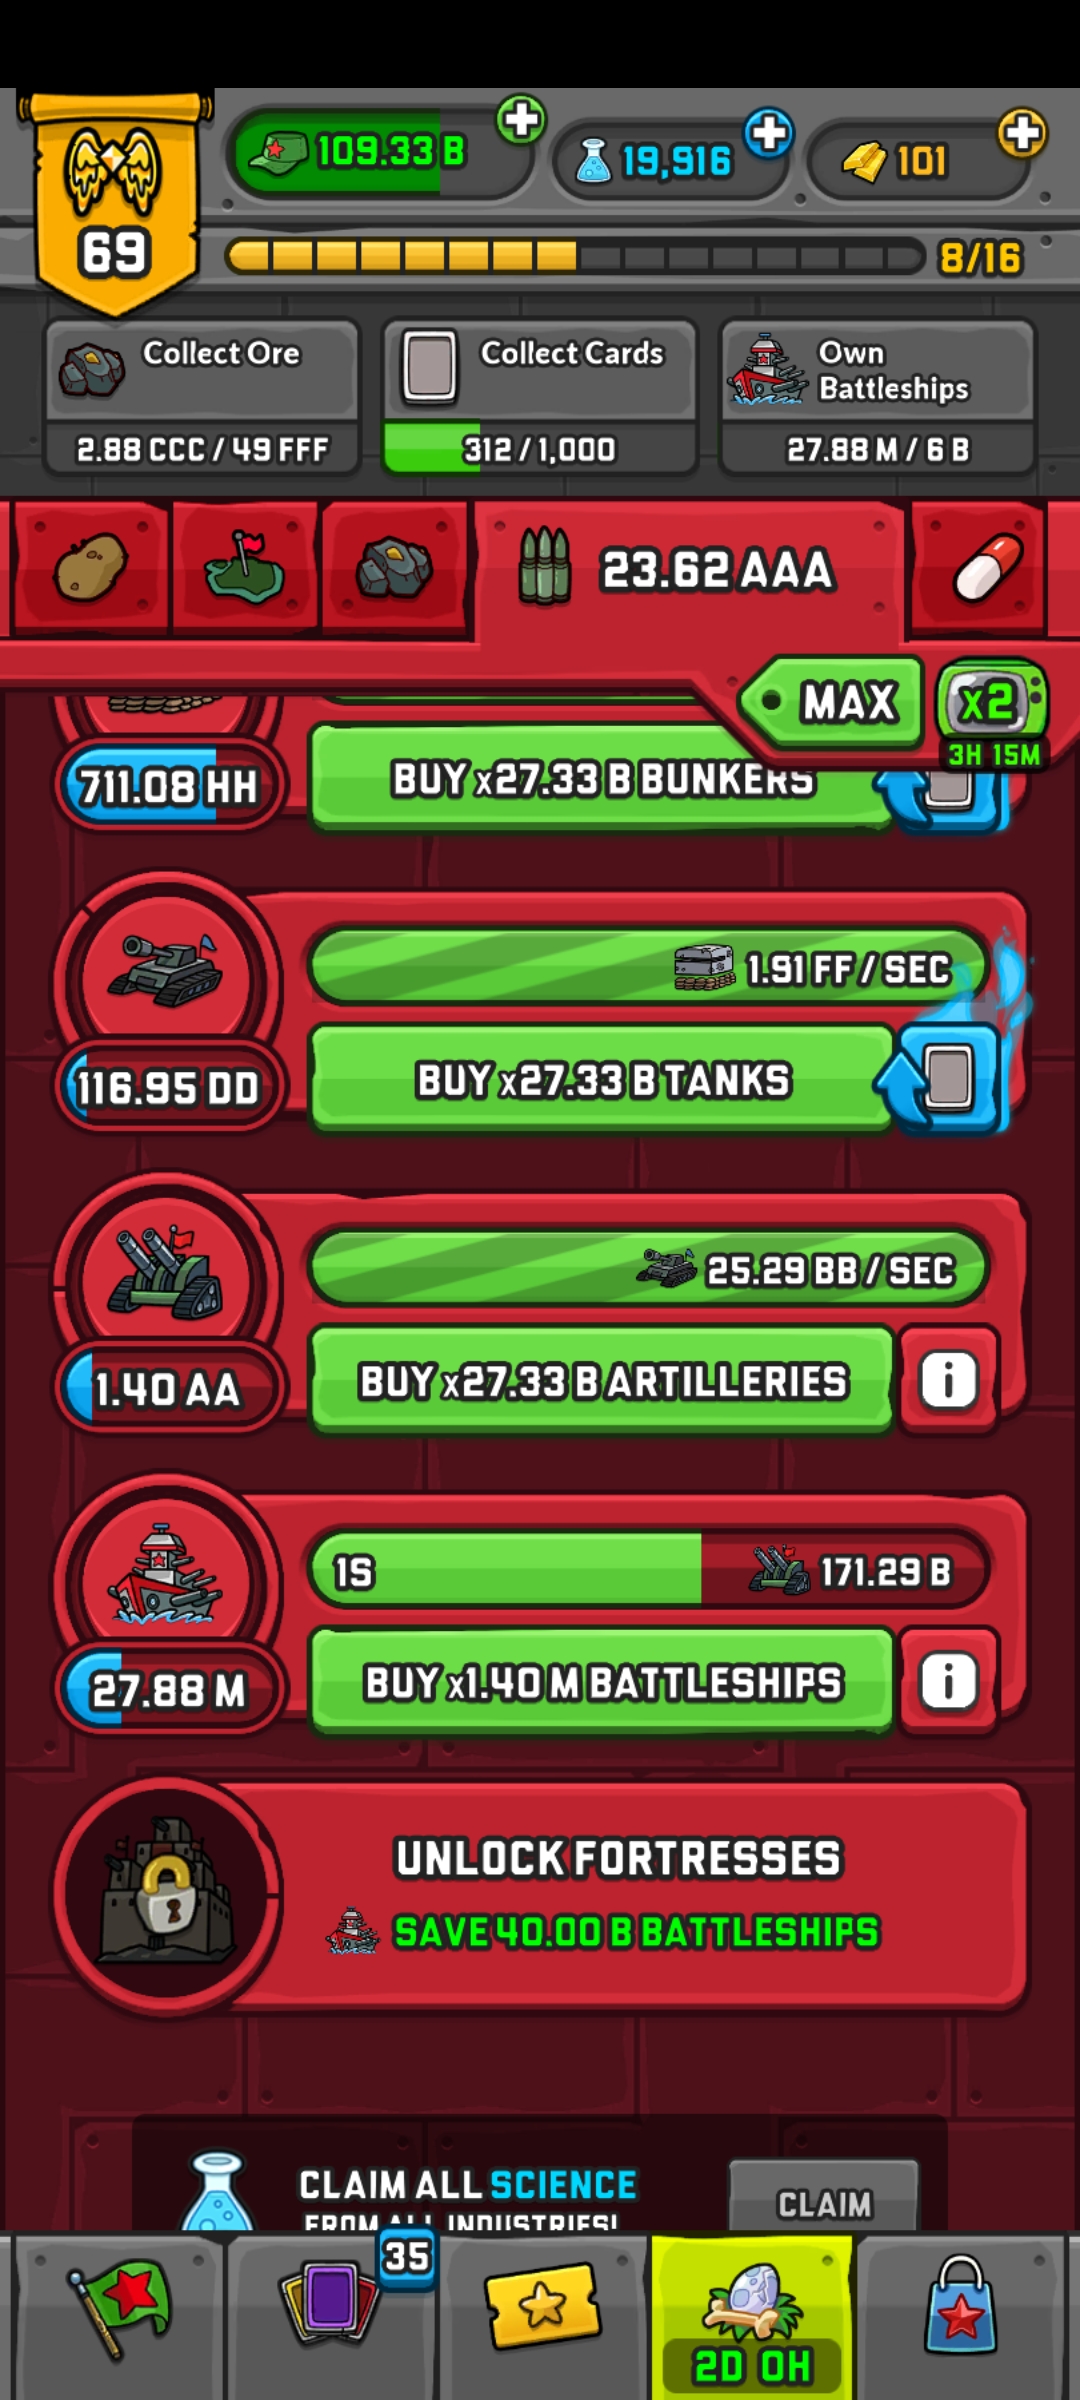 109.33 B
19,916
101
69
8/16
Collect Ore
2.88 CCC / 49 FFF
Collect Cards
312 / 1,000
Own
Battleships
27.88 M / 6 B
23.62 AAA
MAX
x2
3H 15M
711.08 HH
BUY x27.33 B BUNKERS
1.91 FF / SEC
116.95 DD
BUY x27.33 B TANKS
25.29 BB / SEC
1.40 AA
BUY x27.33 B ARTILLERIES
i
1S
171.29 B
27.88 M
BUY x1.40 M BATTLESHIPS
i
UNLOCK FORTRESSES
SAVE 40.00 B BATTLESHIPS
CLAIM ALL SCIENCE
FROM ALL INDUSTRIES!
CLAIM
35
2D 0H